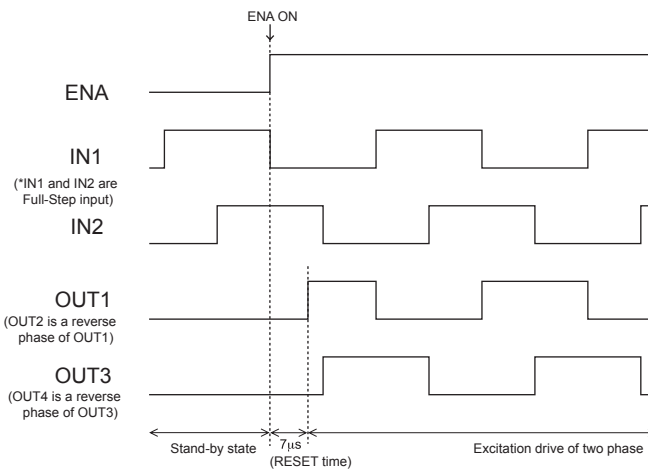 ENA ON
ENA
IN1
(*IN1 and IN2 are
Full-Step input)
IN2
OUT1
(OUT2 is a reverse
phase of OUT1)
OUT3
(OUT4 is a reverse
phase of OUT3)
Stand-by state
7μs
(RESET time)
Excitation drive of two phase